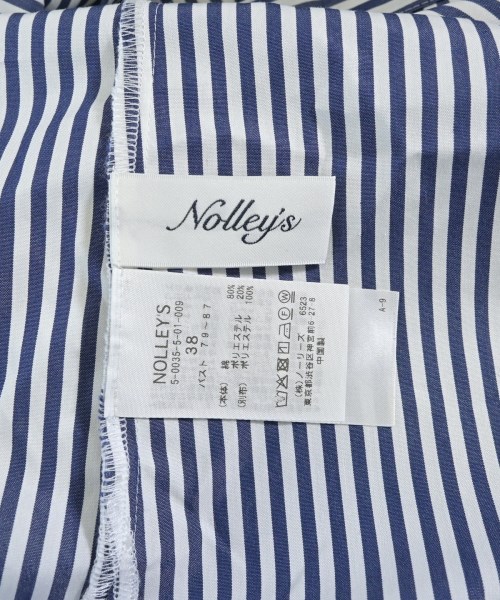 Nolley's
NOLLEY'S
5-0035-5-01-009
38
バスト 79～87
(本体) 綿 80%
ポリエステル 20%
(別布) ポリエステル 100%
(株)ノーリーズ 6523
東京都渋谷区神宮前6-27-8
中国製
A-9